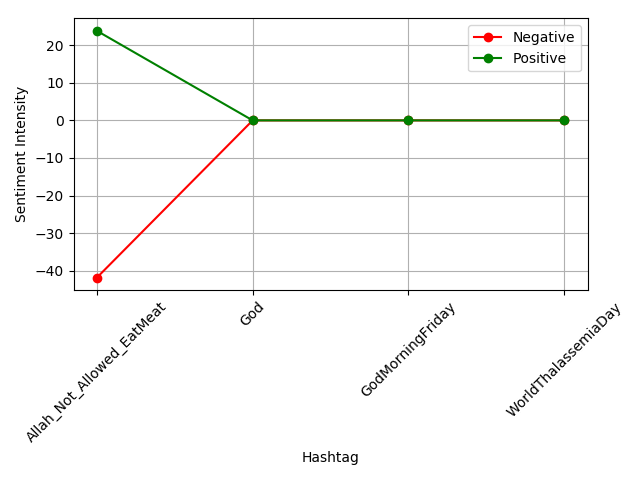 Negative
Positive
Sentiment Intensity
20
10
0
−10
−20
−30
−40
Allah_Not_Allowed_EatMeat
God
GodMorningFriday
WorldThalassemiaDay
Hashtag